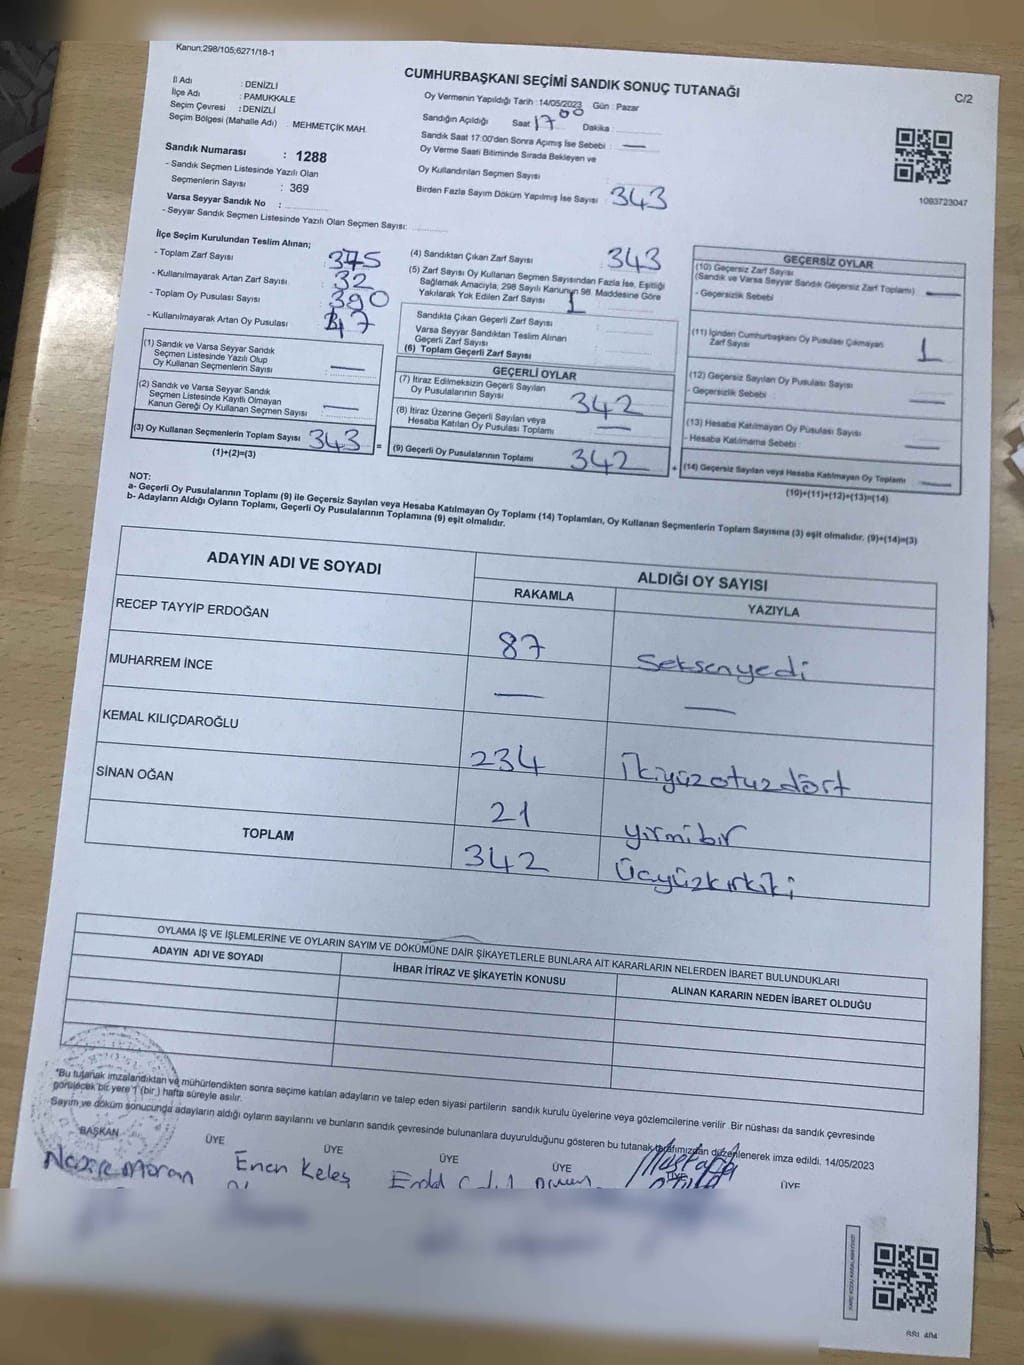 Kanun;298/105;6271/18-1
CUMHURBAŞKANI SEÇİMİ SANDIK SONUÇ TUTANAĞI
C/2
İl Adı : DENİZLİ
İlçe Adı : PAMUKKALE
Seçim Çevresi : DENİZLİ
Seçim Bölgesi (Mahalle Adı) : MEHMETÇİK MAH.
Oy Vermenin Yapıldığı Tarih : 14/05/2023 Gün : Pazar
Sandığın Açıldığı Saat 17 Dakika : 00
Sandık Saat 17:00'dan Sonra Açımış İse Sebebi : —
Oy Verme Saati Bitiminde Sırada Bekleyen ve
Oy Kullandırılan Seçmen Sayısı
Birden Fazla Sayım Döküm Yapılmış İse Sayısı : 343
1093723047
Sandık Numarası : 1288
- Sandık Seçmen Listesinde Yazılı Olan
Seçmenlerin Sayısı : 369
Varsa Seyyar Sandık No :
- Seyyar Sandık Seçmen Listesinde Yazılı Olan Seçmen Sayısı:
İlçe Seçim Kurulundan Teslim Alınan;
- Toplam Zarf Sayısı : 375
- Kullanılmayarak Artan Zarf Sayısı : 32
- Toplam Oy Pusulası Sayısı : 390
- Kullanılmayarak Artan Oy Pusulası : 47
(1) Sandık ve Varsa Seyyar Sandık
Seçmen Listesinde Yazılı Olup
Oy Kullanan Seçmenlerin Sayısı : —
(2) Sandık ve Varsa Seyyar Sandık
Seçmen Listesinde Kayıtlı Olmayan
Kanun Gereği Oy Kullanan Seçmen Sayısı : —
(3) Oy Kullanan Seçmenlerin Toplam Sayısı 343 =
(1)+(2)=(3)
(4) Sandıktan Çıkan Zarf Sayısı : 343
(5) Zarf Sayısı Oy Kullanan Seçmen Sayısından Fazla İse, Eşitliği
Sağlamak Amacıyla, 298 Sayılı Kanunun 98. Maddesine Göre
Yakılarak Yok Edilen Zarf Sayısı : 1
Sandıkta Çıkan Geçerli Zarf Sayısı :
Varsa Seyyar Sandıktan Teslim Alınan
Geçerli Zarf Sayısı :
(6) Toplam Geçerli Zarf Sayısı
GEÇERLİ OYLAR
(7) İtiraz Edilmeksizin Geçerli Sayılan
Oy Pusulalarının Sayısı : 342
(8) İtiraz Üzerine Geçerli Sayılan veya
Hesaba Katılan Oy Pusulası Toplamı : —
(9) Geçerli Oy Pusulalarının Toplamı 342 +
GEÇERSİZ OYLAR
(10) Geçersiz Zarf Sayısı
(Sandık ve Varsa Seyyar Sandık Geçersiz Zarf Toplamı) : —
- Geçersizlik Sebebi :
(11) İçinden Cumhurbaşkanı Oy Pusulası Çıkmayan
Zarf Sayısı : 1
(12) Geçersiz Sayılan Oy Pusulası Sayısı :
- Geçersizlik Sebebi : —
(13) Hesaba Katılmayan Oy Pusulası Sayısı :
- Hesaba Katılmama Sebebi : —
(14) Geçersiz Sayılan veya Hesaba Katılmayan Oy Toplamı : —
(10)+(11)+(12)+(13)=(14)
NOT:
a- Geçerli Oy Pusulalarının Toplamı (9) ile Geçersiz Sayılan veya Hesaba Katılmayan Oy Toplamı (14) Toplamları, Oy Kullanan Seçmenlerin Toplam Sayısına (3) eşit olmalıdır. (9)+(14)=(3)
b- Adayların Aldığı Oyların Toplamı, Geçerli Oy Pusulalarının Toplamına (9) eşit olmalıdır.
ADAYIN ADI VE SOYADI
ALDIĞI OY SAYISI
RAKAMLA YAZIYLA
RECEP TAYYİP ERDOĞAN 87 Seksenyedi
MUHARREM İNCE — —
KEMAL KILIÇDAROĞLU 234 İkiyüzotuzdört
SİNAN OĞAN 21 yirmibir
TOPLAM 342 Üçyüzkırkiki
OYLAMA İŞ VE İŞLEMLERİNE VE OYLARIN SAYIM VE DÖKÜMÜNE DAİR ŞİKAYETLERLE BUNLARA AİT KARARLARIN NELERDEN İBARET BULUNDUKLARI
ADAYIN ADI VE SOYADI İHBAR İTİRAZ VE ŞİKAYETİN KONUSU ALINAN KARARIN NEDEN İBARET OLDUĞU
*Bu tutanak imzalandıktan ve mühürlendikten sonra seçime katılan adayların ve talep eden siyasi partilerin sandık kurulu üyelerine veya gözlemcilerine verilir. Bir nüshası da sandık çevresinde
görülecek bir yere 1 (bir) hafta süreyle asılır.
Sayım ve döküm sonucunda adayların aldığı oyların sayılarını ve bunların sandık çevresinde bulunanlara duyurulduğunu gösteren bu tutanak tarafımızdan düzenlenerek imza edildi. 14/05/2023
BAŞKAN ÜYE ÜYE ÜYE ÜYE ÜYE ÜYE
Keleş Mustafa